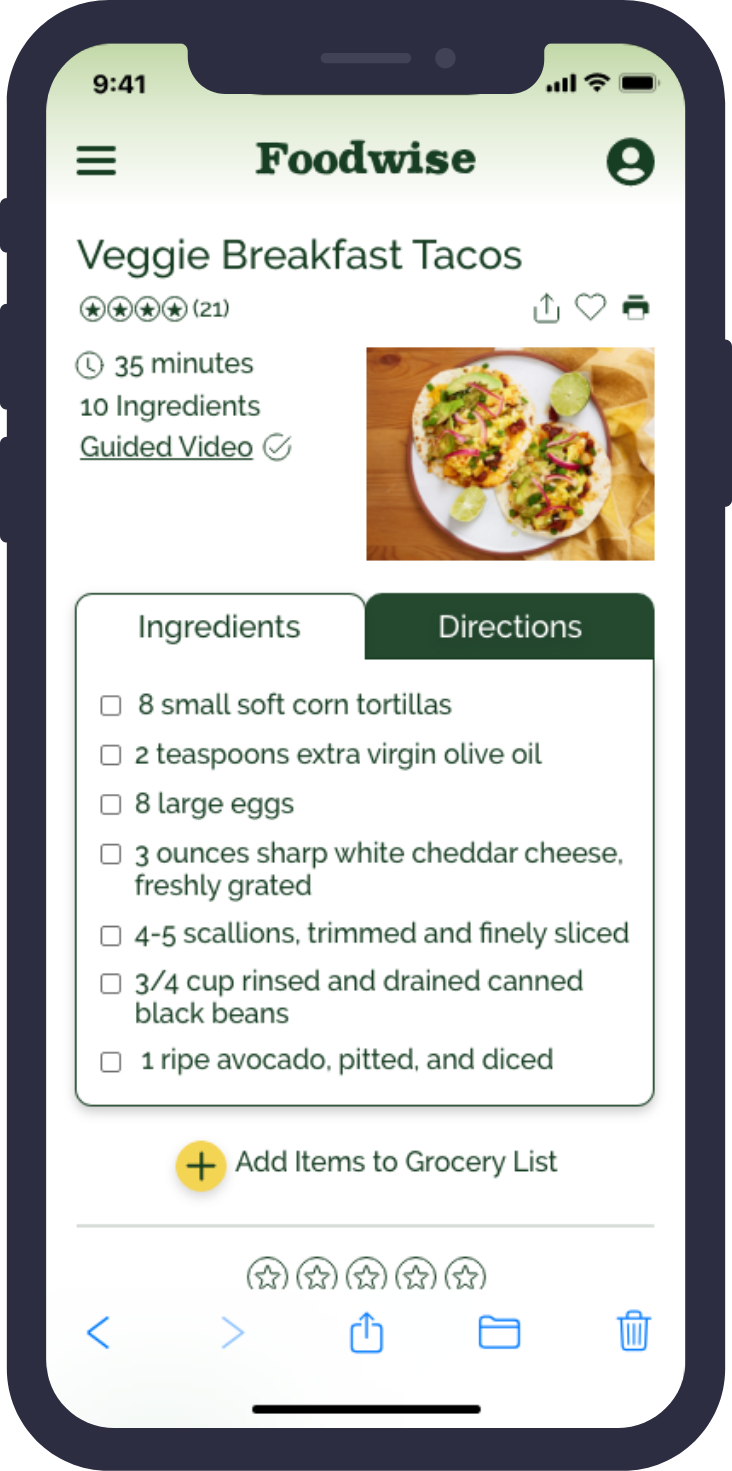 9:41
Foodwise
Veggie Breakfast Tacos
(21)
35 minutes
10 Ingredients
Guided Video
Ingredients
Directions
8 small soft corn tortillas
2 teaspoons extra virgin olive oil
8 large eggs
3 ounces sharp white cheddar cheese,
freshly grated
4-5 scallions, trimmed and finely sliced
3/4 cup rinsed and drained canned
black beans
1 ripe avocado, pitted, and diced
Add Items to Grocery List